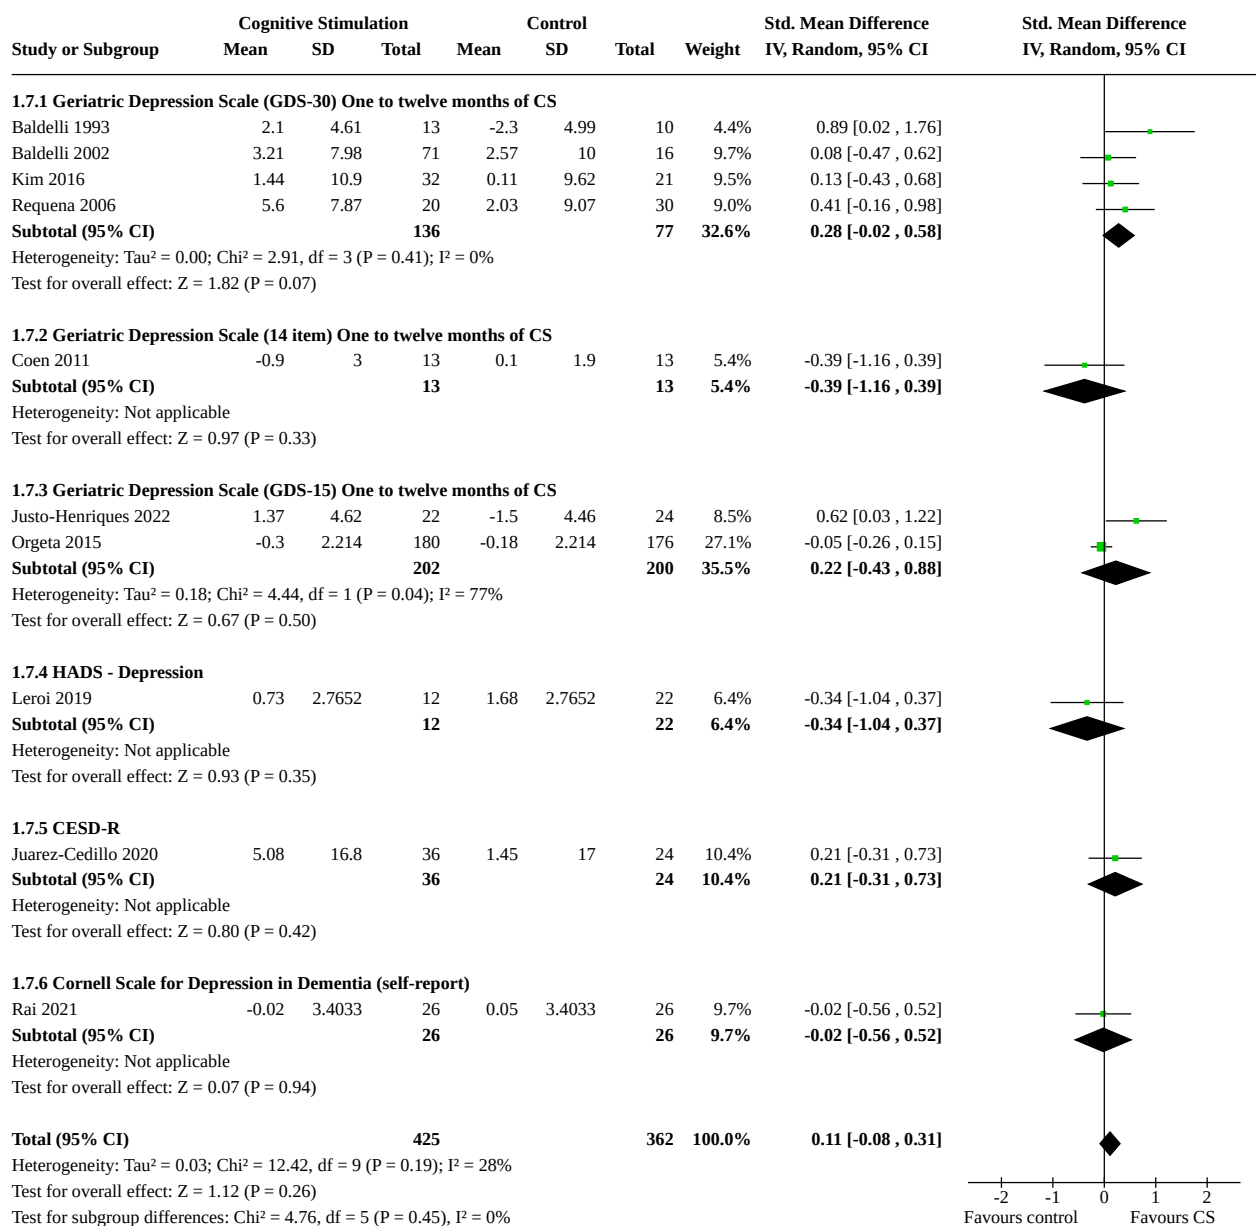 Cognitive Stimulation Control Std. Mean Difference Std. Mean Difference
Study or Subgroup Mean SD Total Mean SD Total Weight IV, Random, 95% CI IV, Random, 95% CI
1.7.1 Geriatric Depression Scale (GDS-30) One to twelve months of CS
Baldelli 1993 2.1 4.61 13 -2.3 4.99 10 4.4% 0.89 [0.02 , 1.76]
Baldelli 2002 3.21 7.98 71 2.57 10 16 9.7% 0.08 [-0.47 , 0.62]
Kim 2016 1.44 10.9 32 0.11 9.62 21 9.5% 0.13 [-0.43 , 0.68]
Requena 2006 5.6 7.87 20 2.03 9.07 30 9.0% 0.41 [-0.16 , 0.98]
Subtotal (95% CI) 136 77 32.6% 0.28 [-0.02 , 0.58]
Heterogeneity: Tau² = 0.00; Chi² = 2.91, df = 3 (P = 0.41); I² = 0%
Test for overall effect: Z = 1.82 (P = 0.07)
1.7.2 Geriatric Depression Scale (14 item) One to twelve months of CS
Coen 2011 -0.9 3 13 0.1 1.9 13 5.4% -0.39 [-1.16 , 0.39]
Subtotal (95% CI) 13 13 5.4% -0.39 [-1.16 , 0.39]
Heterogeneity: Not applicable
Test for overall effect: Z = 0.97 (P = 0.33)
1.7.3 Geriatric Depression Scale (GDS-15) One to twelve months of CS
Justo-Henriques 2022 1.37 4.62 22 -1.5 4.46 24 8.5% 0.62 [0.03 , 1.22]
Orgeta 2015 -0.3 2.214 180 -0.18 2.214 176 27.1% -0.05 [-0.26 , 0.15]
Subtotal (95% CI) 202 200 35.5% 0.22 [-0.43 , 0.88]
Heterogeneity: Tau² = 0.18; Chi² = 4.44, df = 1 (P = 0.04); I² = 77%
Test for overall effect: Z = 0.67 (P = 0.50)
1.7.4 HADS - Depression
Leroi 2019 0.73 2.7652 12 1.68 2.7652 22 6.4% -0.34 [-1.04 , 0.37]
Subtotal (95% CI) 12 22 6.4% -0.34 [-1.04 , 0.37]
Heterogeneity: Not applicable
Test for overall effect: Z = 0.93 (P = 0.35)
1.7.5 CESD-R
Juarez-Cedillo 2020 5.08 16.8 36 1.45 17 24 10.4% 0.21 [-0.31 , 0.73]
Subtotal (95% CI) 36 24 10.4% 0.21 [-0.31 , 0.73]
Heterogeneity: Not applicable
Test for overall effect: Z = 0.80 (P = 0.42)
1.7.6 Cornell Scale for Depression in Dementia (self-report)
Rai 2021 -0.02 3.4033 26 0.05 3.4033 26 9.7% -0.02 [-0.56 , 0.52]
Subtotal (95% CI) 26 26 9.7% -0.02 [-0.56 , 0.52]
Heterogeneity: Not applicable
Test for overall effect: Z = 0.07 (P = 0.94)
Total (95% CI) 425 362 100.0% 0.11 [-0.08 , 0.31]
Heterogeneity: Tau² = 0.03; Chi² = 12.42, df = 9 (P = 0.19); I² = 28%
Test for overall effect: Z = 1.12 (P = 0.26) -2 -1 0 1 2
Test for subgroup differences: Chi² = 4.76, df = 5 (P = 0.45), I² = 0% Favours control Favours CS